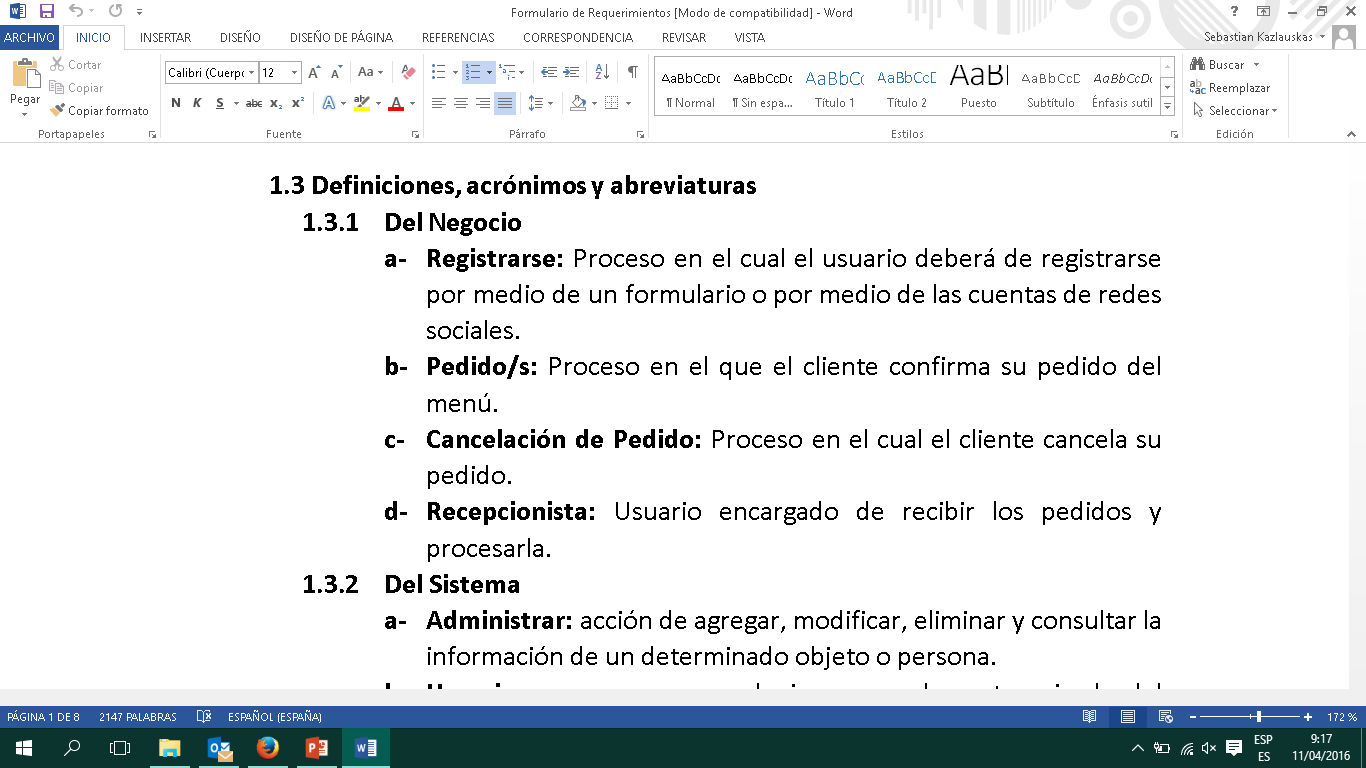 Formulario de Requerimientos [Modo de compatibilidad] - Word
ARCHIVO INICIO INSERTAR DISEÑO DISEÑO DE PÁGINA REFERENCIAS CORRESPONDENCIA REVISAR VISTA Sebastian Kazlauskas
Pegar
Cortar
Copiar
Copiar formato
Portapapeles
Calibri (Cuerpo 12
N K S abc x₂ x²
Fuente
Párrafo
AaBbCcDc AaBbCcDc AaBbCc AaBbCcD AaBb AaBbCcD AaBbCcDc
¶ Normal ¶ Sin espa... Título 1 Título 2 Puesto Subtítulo Énfasis sutil
Estilos
Buscar
Reemplazar
Seleccionar
Edición
1.3 Definiciones, acrónimos y abreviaturas
1.3.1 Del Negocio
a- Registrarse: Proceso en el cual el usuario deberá de registrarse
por medio de un formulario o por medio de las cuentas de redes
sociales.
b- Pedido/s: Proceso en el que el cliente confirma su pedido del
menú.
c- Cancelación de Pedido: Proceso en el cual el cliente cancela su
pedido.
d- Recepcionista: Usuario encargado de recibir los pedidos y
procesarla.
1.3.2 Del Sistema
a- Administrar: acción de agregar, modificar, eliminar y consultar la
información de un determinado objeto o persona.
PÁGINA 1 DE 8 2147 PALABRAS ESPAÑOL (ESPAÑA) 172 %
ESP
ES
9:17
11/04/2016